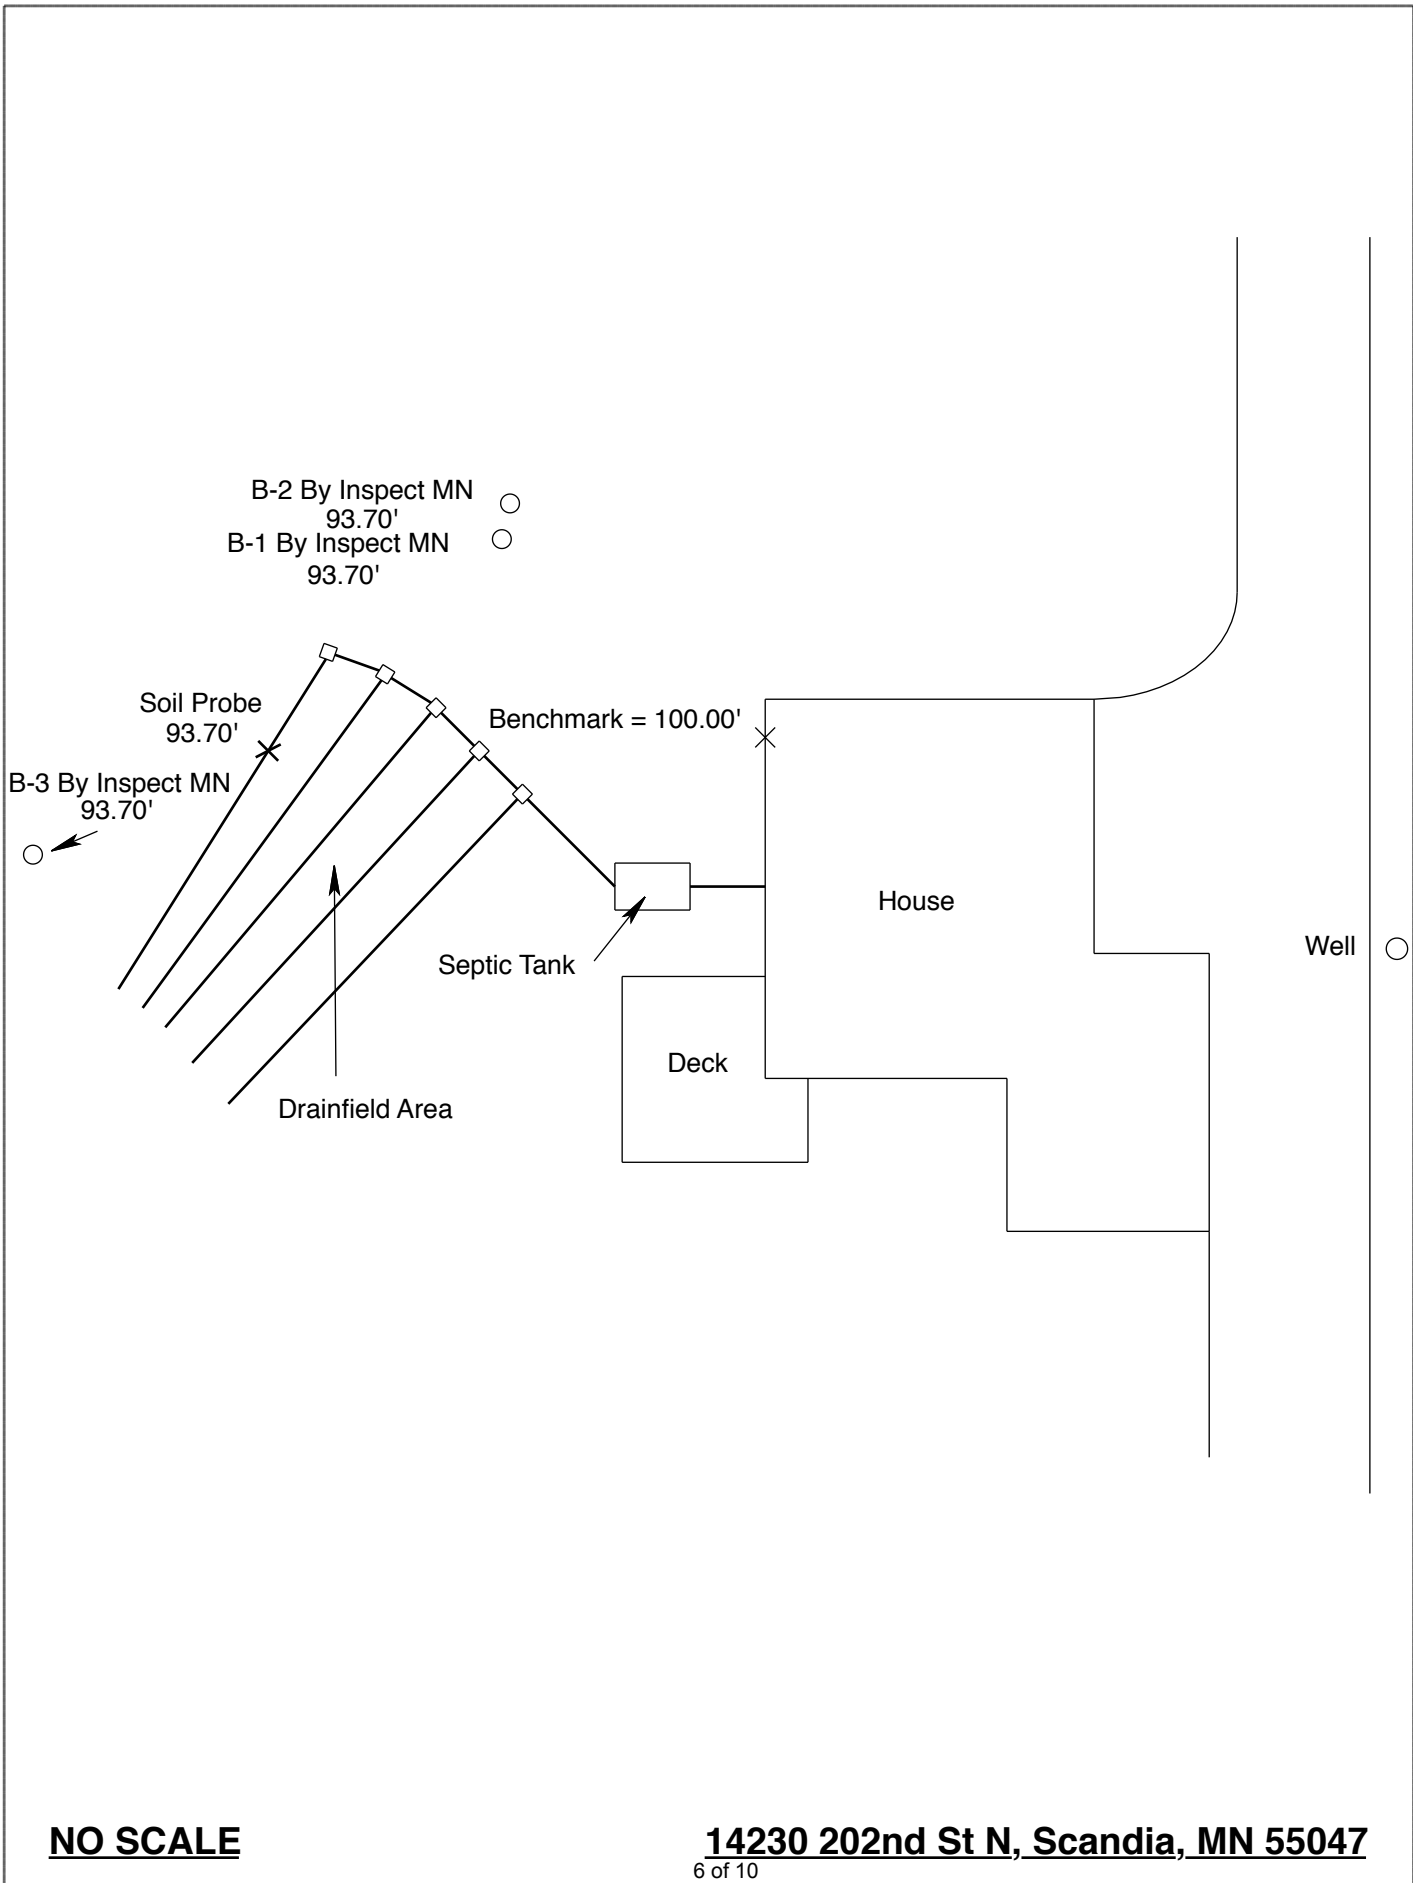 B-2 By Inspect MN
93.70'
B-1 By Inspect MN
93.70'
Soil Probe
93.70'
Benchmark = 100.00'
B-3 By Inspect MN
93.70'
House
Septic Tank
Well
Deck
Drainfield Area
NO SCALE
14230 202nd St N, Scandia, MN 55047
6 of 10